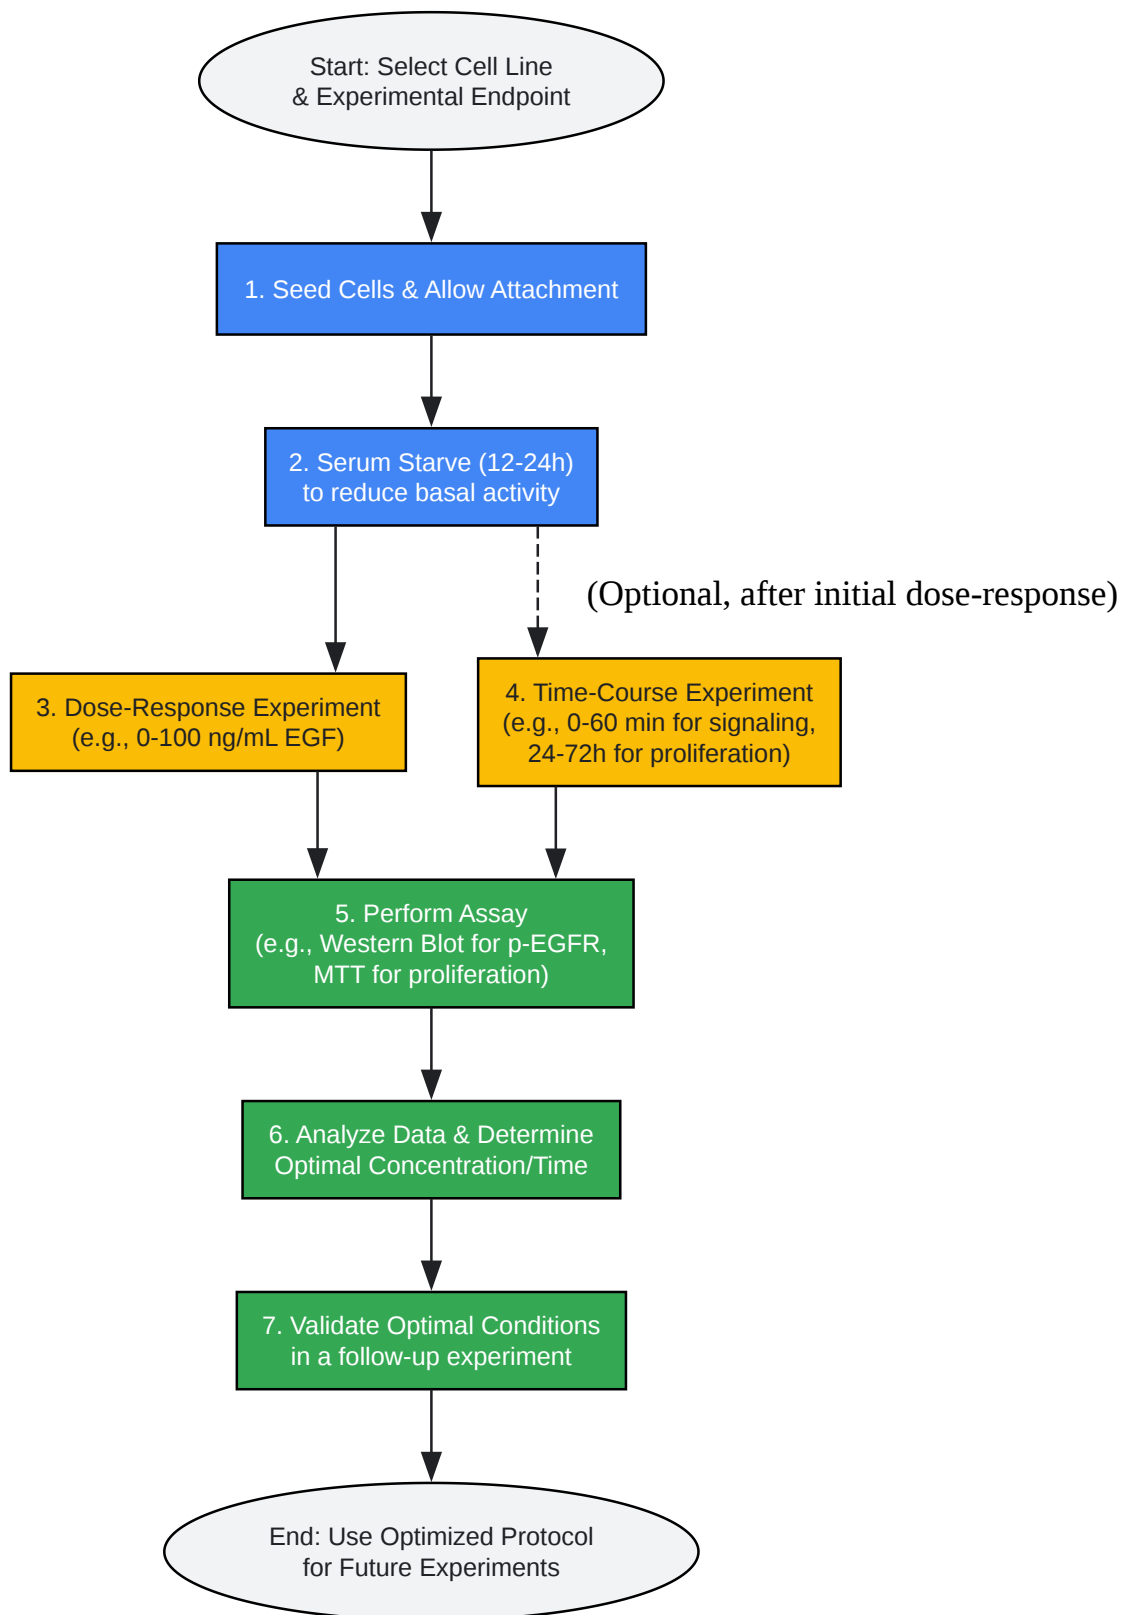 Start: Select Cell Line
& Experimental Endpoint
1. Seed Cells & Allow Attachment
2. Serum Starve (12-24h)
to reduce basal activity
(Optional, after initial dose-response)
3. Dose-Response Experiment
(e.g., 0-100 ng/mL EGF)
4. Time-Course Experiment
(e.g., 0-60 min for signaling,
24-72h for proliferation)
5. Perform Assay
(e.g., Western Blot for p-EGFR,
MTT for proliferation)
6. Analyze Data & Determine
Optimal Concentration/Time
7. Validate Optimal Conditions
in a follow-up experiment
End: Use Optimized Protocol
for Future Experiments